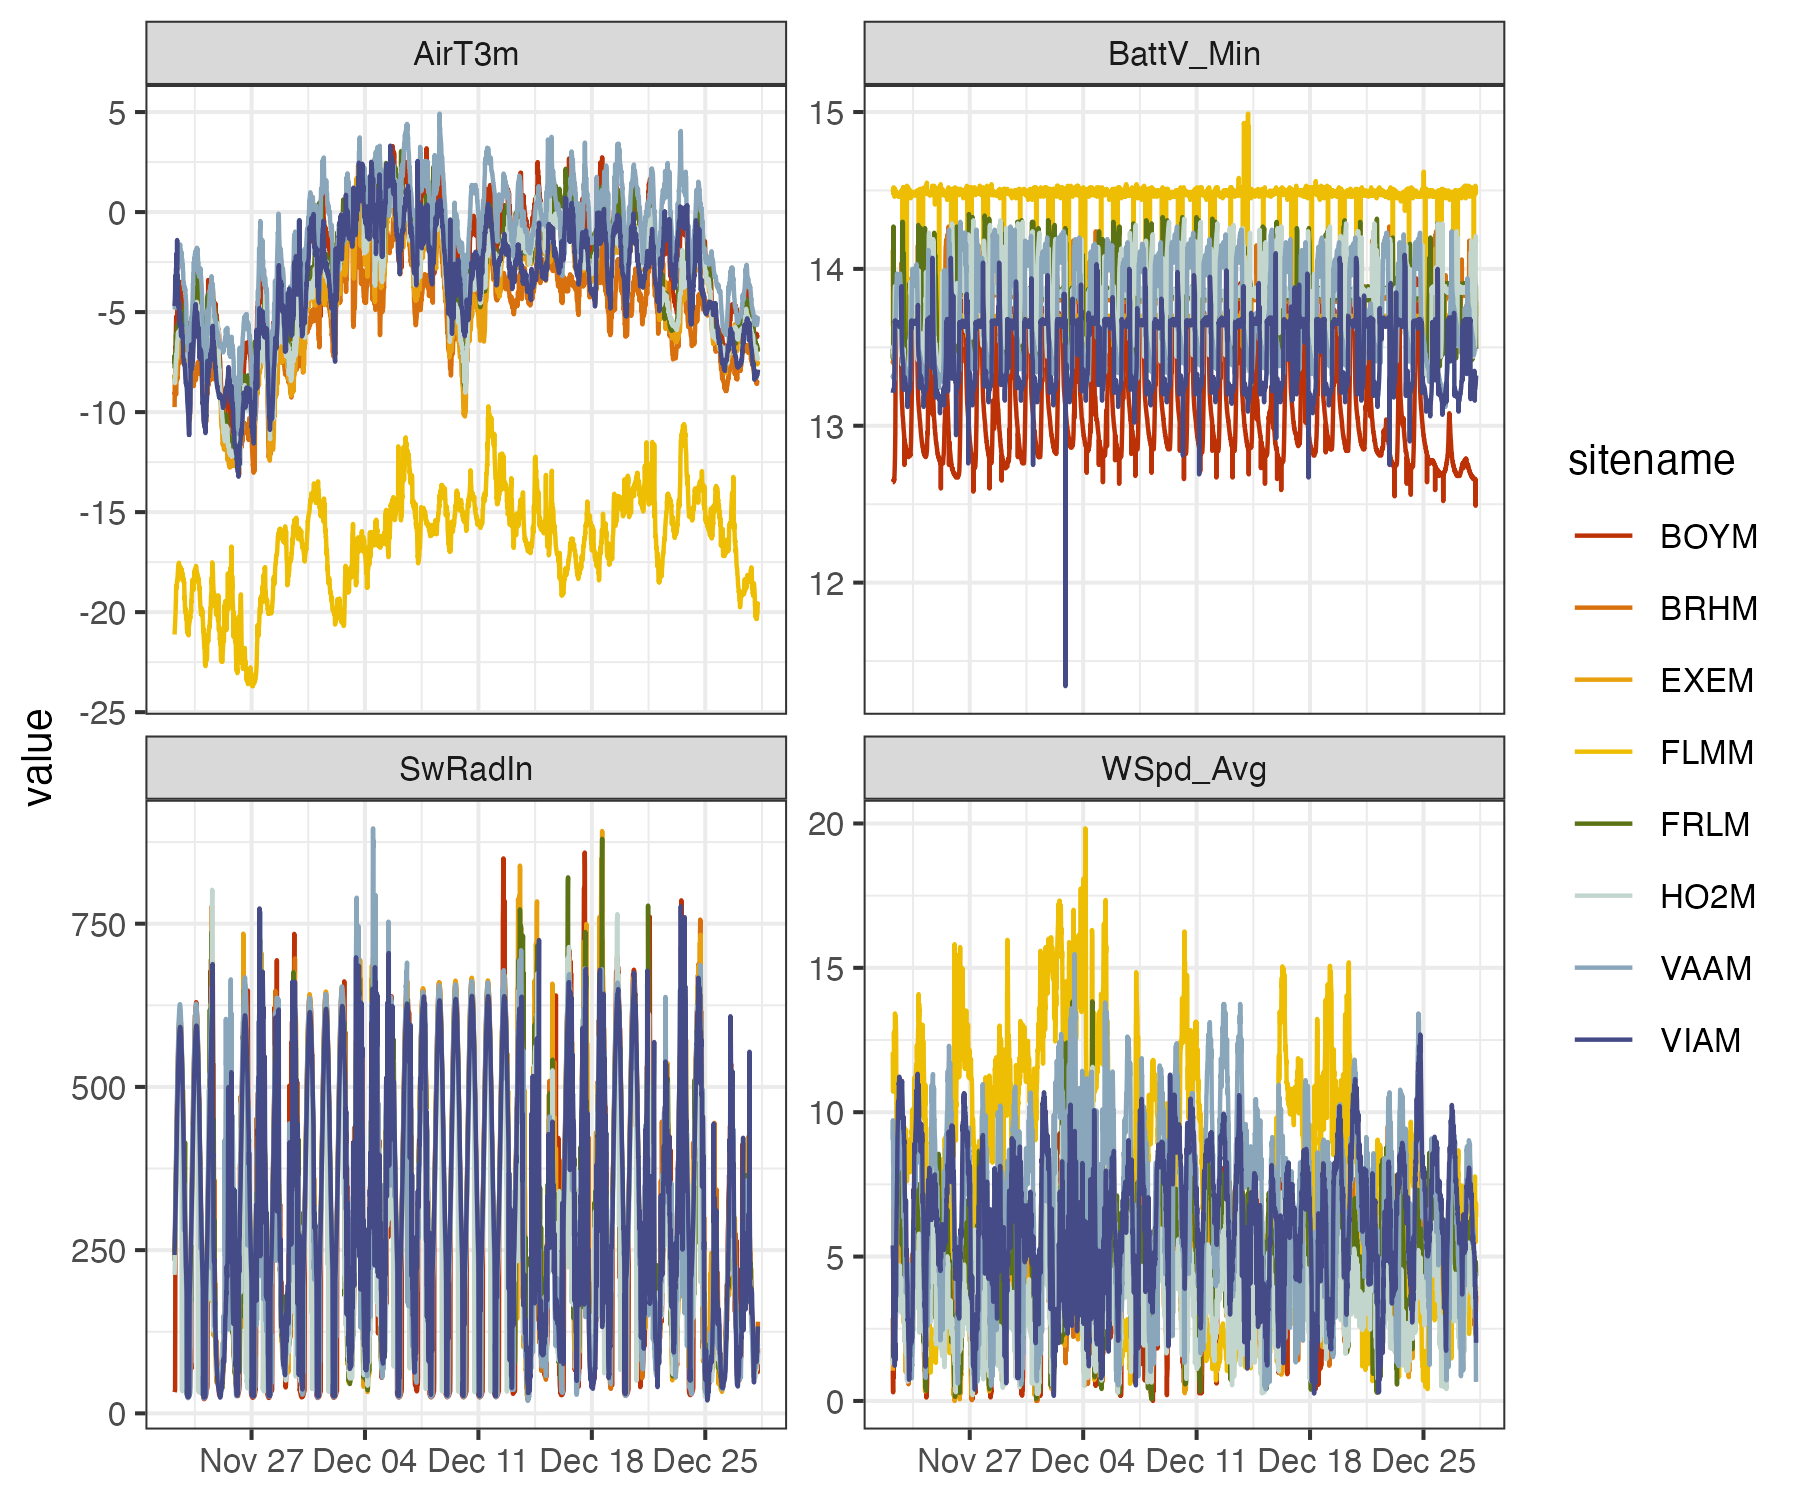 AirT3m
BattV_Min
5
0
-5
-10
-15
-20
-25
15
14
13
12
value
SwRadIn
WSpd_Avg
750
500
250
0
20
15
10
5
0
Nov 27 Dec 04 Dec 11 Dec 18 Dec 25
Nov 27 Dec 04 Dec 11 Dec 18 Dec 25
sitename
BOYM
BRHM
EXEM
FLMM
FRLM
HO2M
VAAM
VIAM